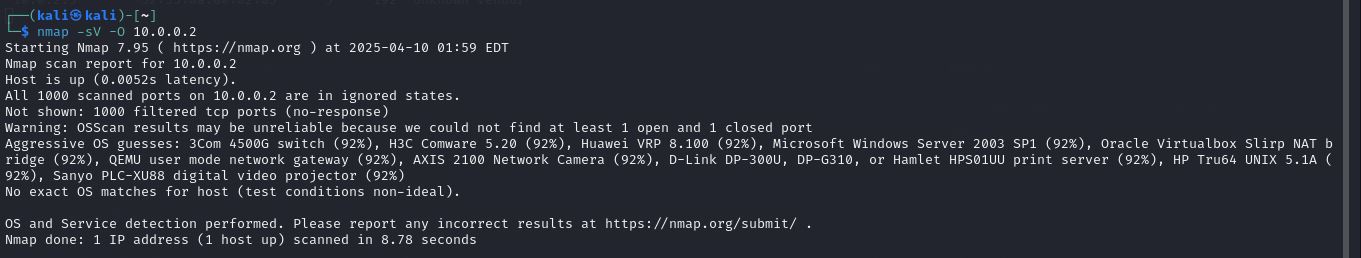 ┌──(kali㉿kali)-[~]
└─$ nmap -sV -O 10.0.0.2
Starting Nmap 7.95 ( https://nmap.org ) at 2025-04-10 01:59 EDT
Nmap scan report for 10.0.0.2
Host is up (0.0052s latency).
All 1000 scanned ports on 10.0.0.2 are in ignored states.
Not shown: 1000 filtered tcp ports (no-response)
Warning: OSScan results may be unreliable because we could not find at least 1 open and 1 closed port
Aggressive OS guesses: 3Com 4500G switch (92%), H3C Comware 5.20 (92%), Huawei VRP 8.100 (92%), Microsoft Windows Server 2003 SP1 (92%), Oracle Virtualbox Slirp NAT b
ridge (92%), QEMU user mode network gateway (92%), AXIS 2100 Network Camera (92%), D-Link DP-300U, DP-G310, or Hamlet HPS01UU print server (92%), HP Tru64 UNIX 5.1A (
92%), Sanyo PLC-XU88 digital video projector (92%)
No exact OS matches for host (test conditions non-ideal).

OS and Service detection performed. Please report any incorrect results at https://nmap.org/submit/ .
Nmap done: 1 IP address (1 host up) scanned in 8.78 seconds